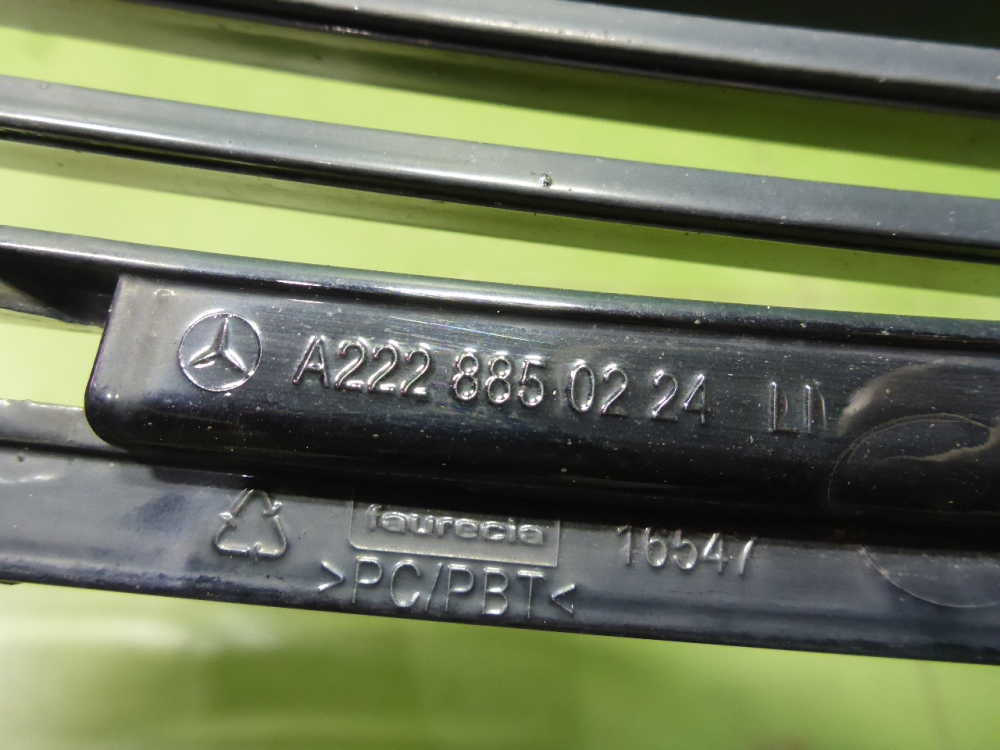 A222 885 02 24
faurecia
16547
>PC/PBT<